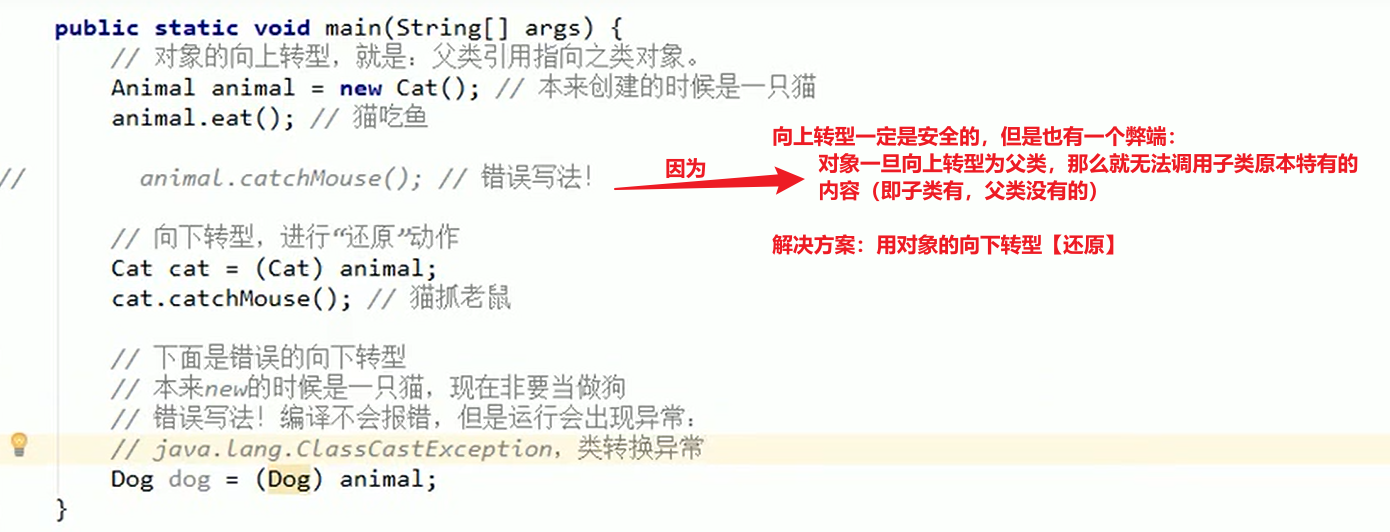 public static void main(String[] args) {
// 对象的向上转型，就是：父类引用指向之类对象。
Animal animal = new Cat(); // 本来创建的时候是一只猫
animal.eat(); // 猫吃鱼
// animal.catchMouse(); // 错误写法！
因为
向上转型一定是安全的，但是也有一个弊端：
对象一旦向上转型为父类，那么就无法调用子类原本特有的
内容（即子类有，父类没有的）
解决方案：用对象的向下转型【还原】
// 向下转型，进行“还原”动作
Cat cat = (Cat) animal;
cat.catchMouse(); // 猫抓老鼠
// 下面是错误的向下转型
// 本来new的时候是一只猫，现在非要当做狗
// 错误写法！编译不会报错，但是运行会出现异常：
// java.lang.ClassCastException，类转换异常
Dog dog = (Dog) animal;
}